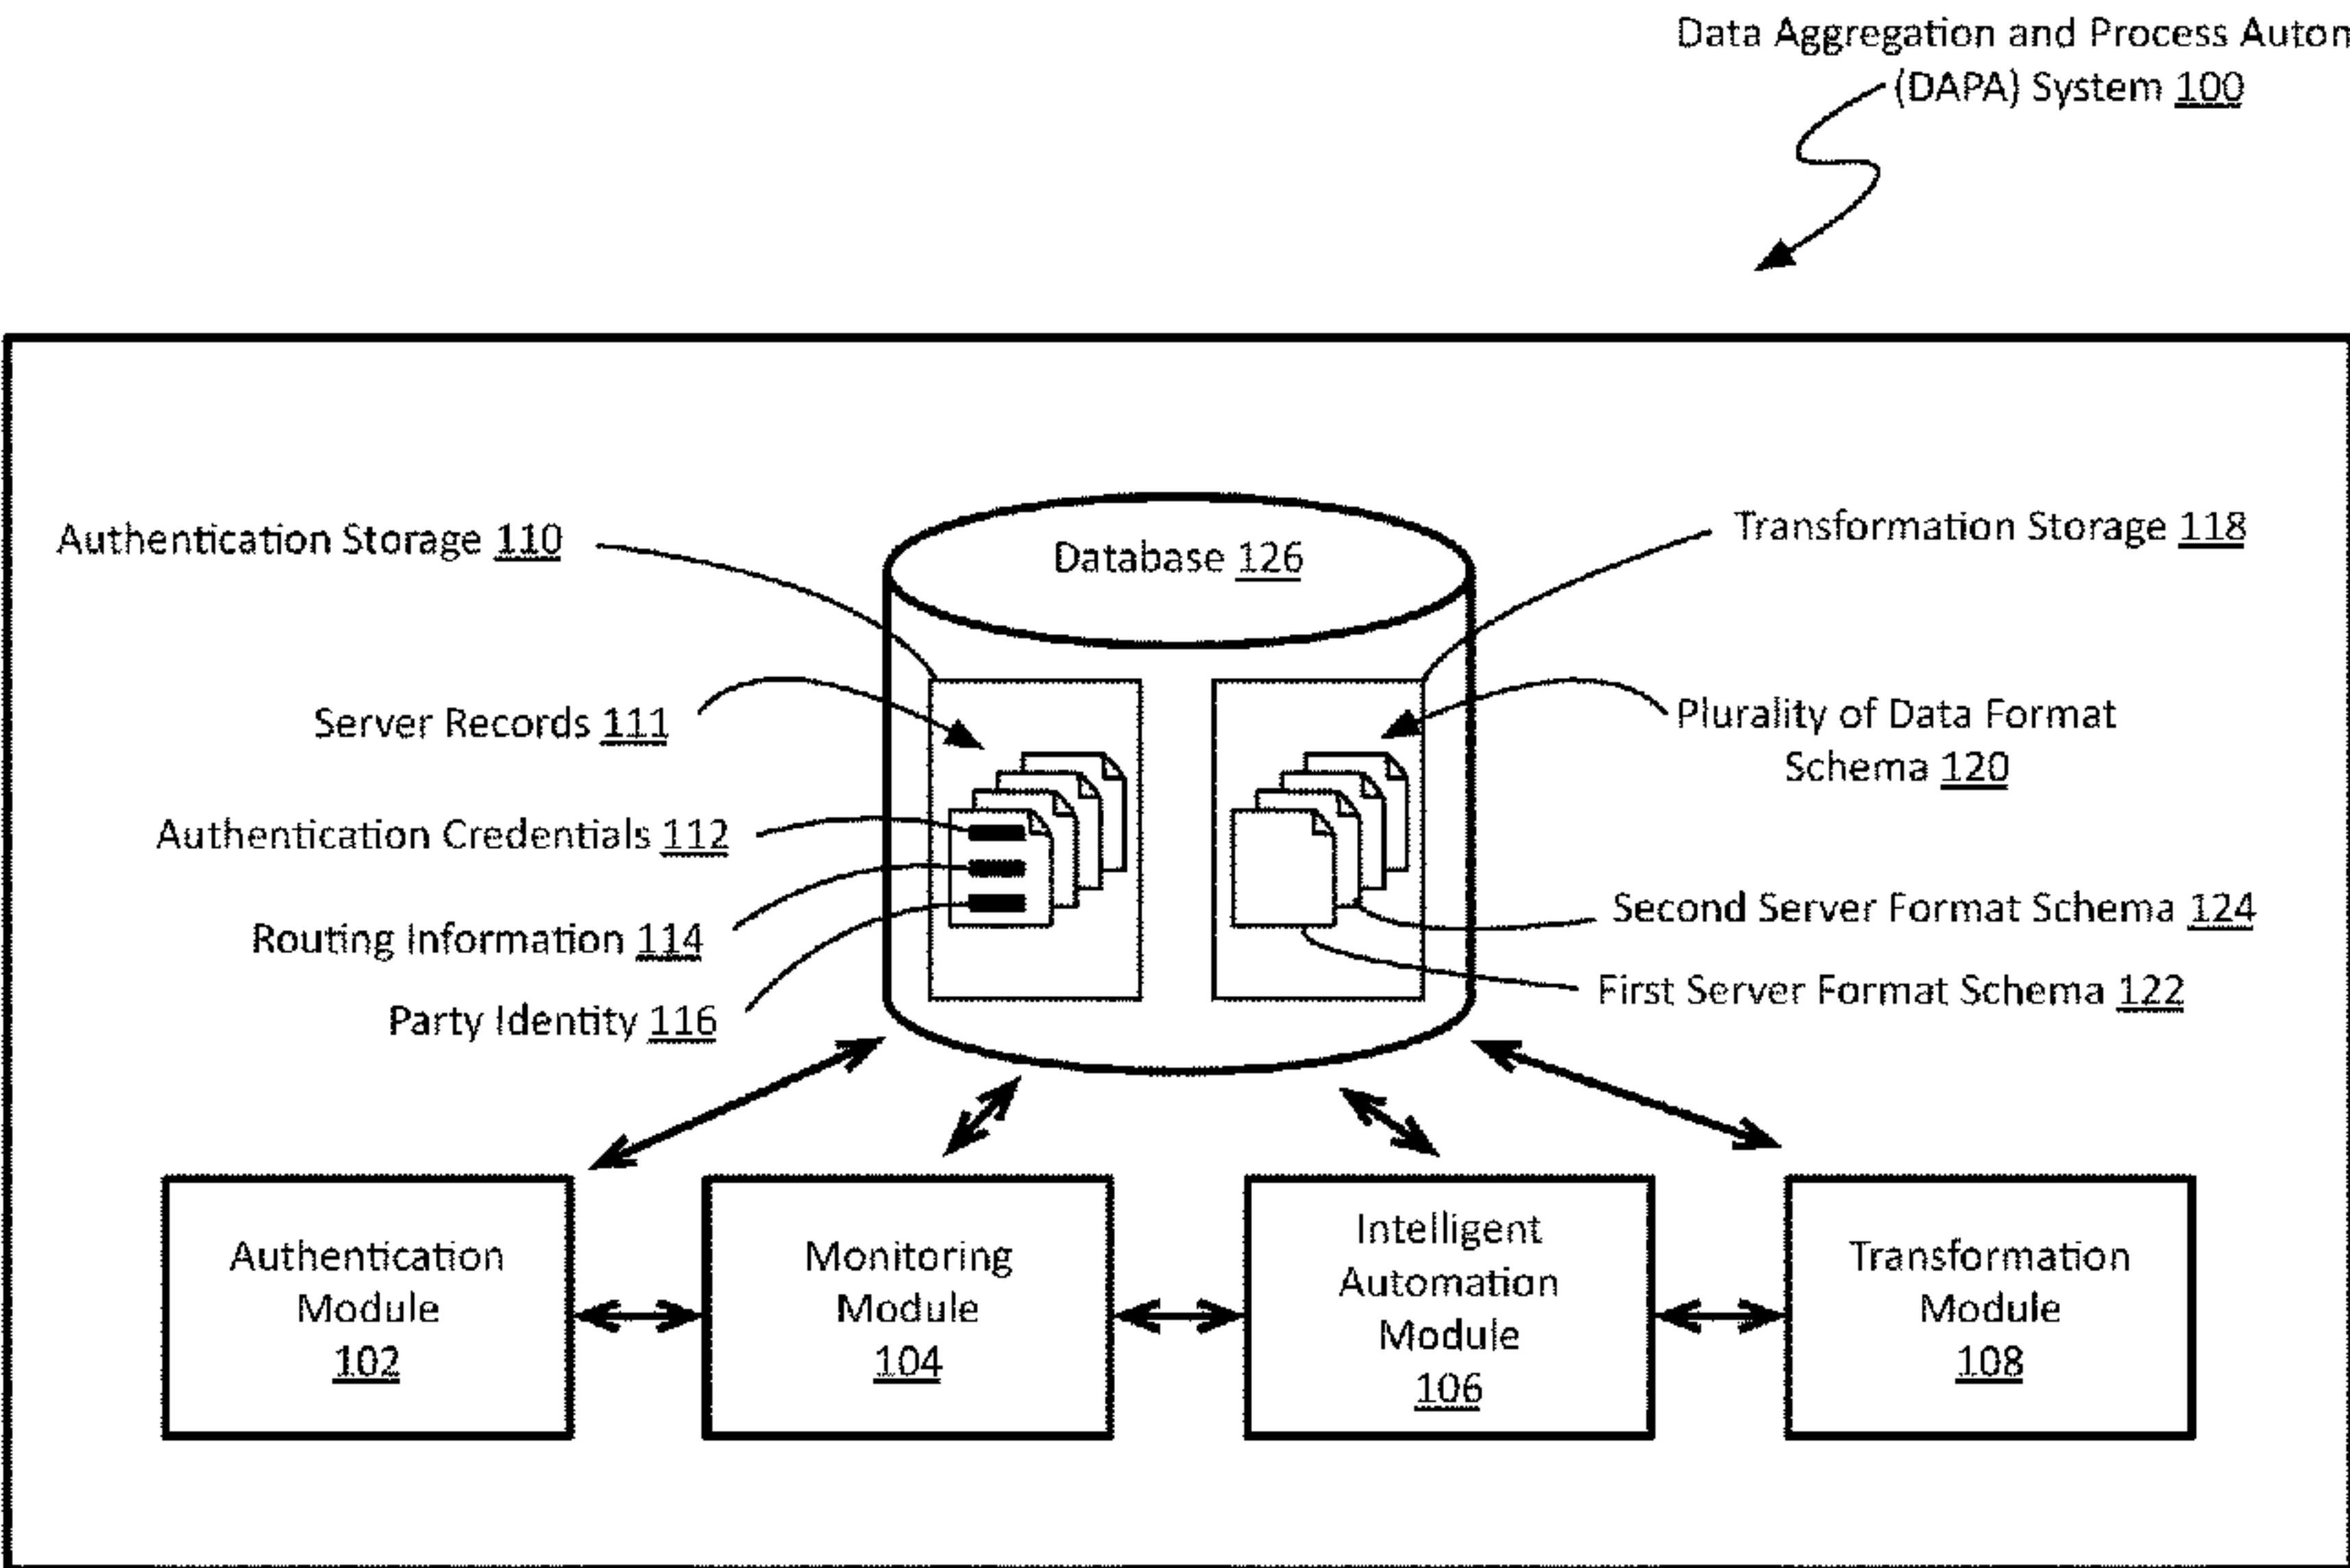 Data Aggregation and Process Autom
(DAPA) System 100
Authentication Storage 110
Database 126
Transformation Storage 118
Server Records 111
Plurality of Data Format
Schema 120
Authentication Credentials 112
Routing Information 114
Second Server Format Schema 124
Party Identity 116
First Server Format Schema 122
Authentication
Module
102
Monitoring
Module
104
Intelligent
Automation
Module
106
Transformation
Module
108